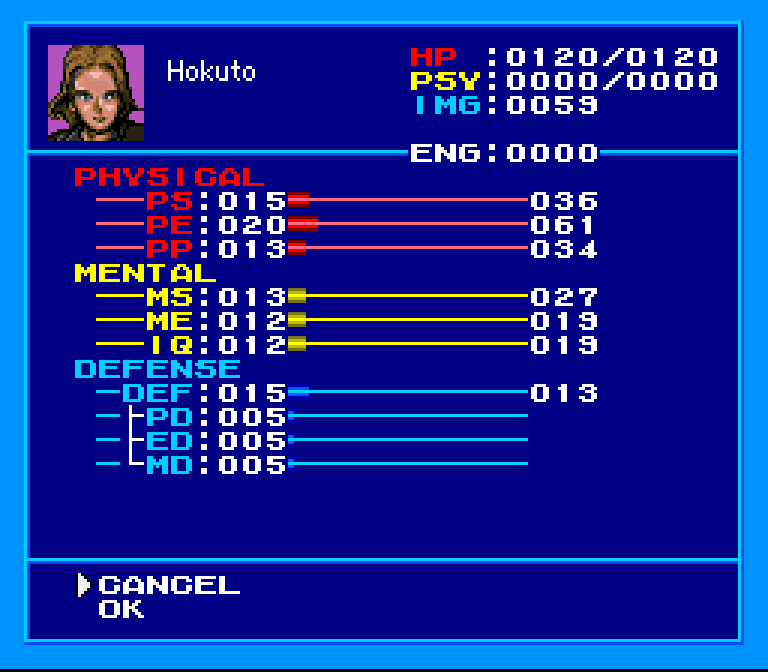 Hokuto
HP :0120/0120
PSY:0000/0000
IMG:0059
ENG:0000
PHYSICAL
PS:015 036
PE:020 061
PP:013 034
MENTAL
MS:013 027
ME:012 019
IQ:012 019
DEFENSE
DEF:015 013
PD:005
ED:005
MD:005
CANCEL
OK